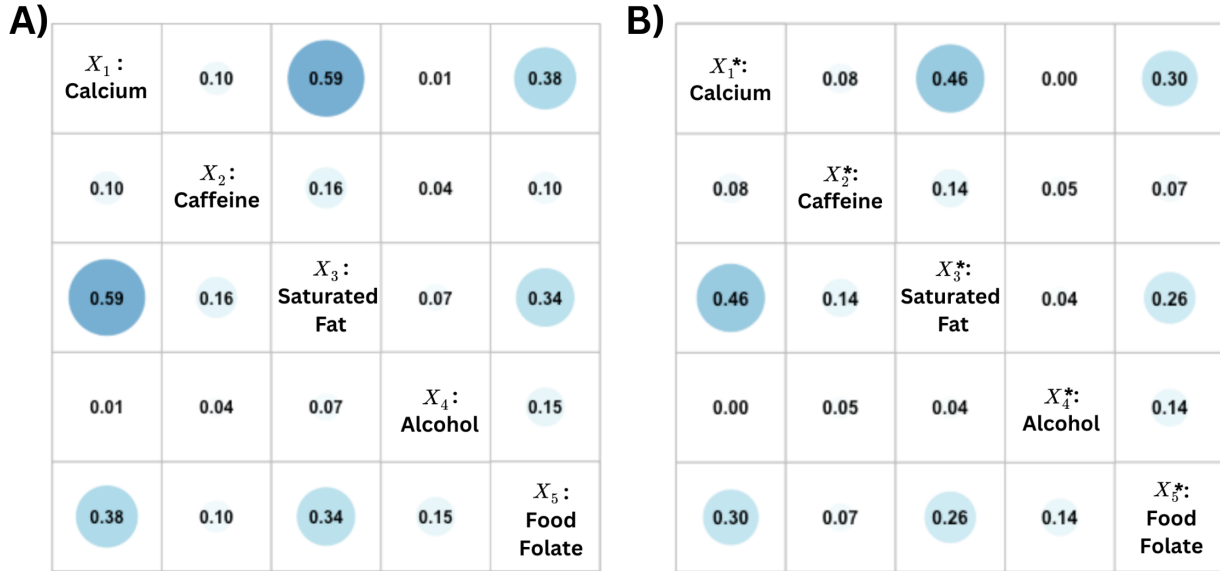 A)
X₁: Calcium 0.10 0.59 0.01 0.38
0.10 X₂: Caffeine 0.16 0.04 0.10
0.59 0.16 X₃: Saturated Fat 0.07 0.34
0.01 0.04 0.07 X₄: Alcohol 0.15
0.38 0.10 0.34 0.15 X₅: Food Folate
B)
X₁*: Calcium 0.08 0.46 0.00 0.30
0.08 X₂*: Caffeine 0.14 0.05 0.07
0.46 0.14 X₃*: Saturated Fat 0.04 0.26
0.00 0.05 0.04 X₄*: Alcohol 0.14
0.30 0.07 0.26 0.14 X₅*: Food Folate